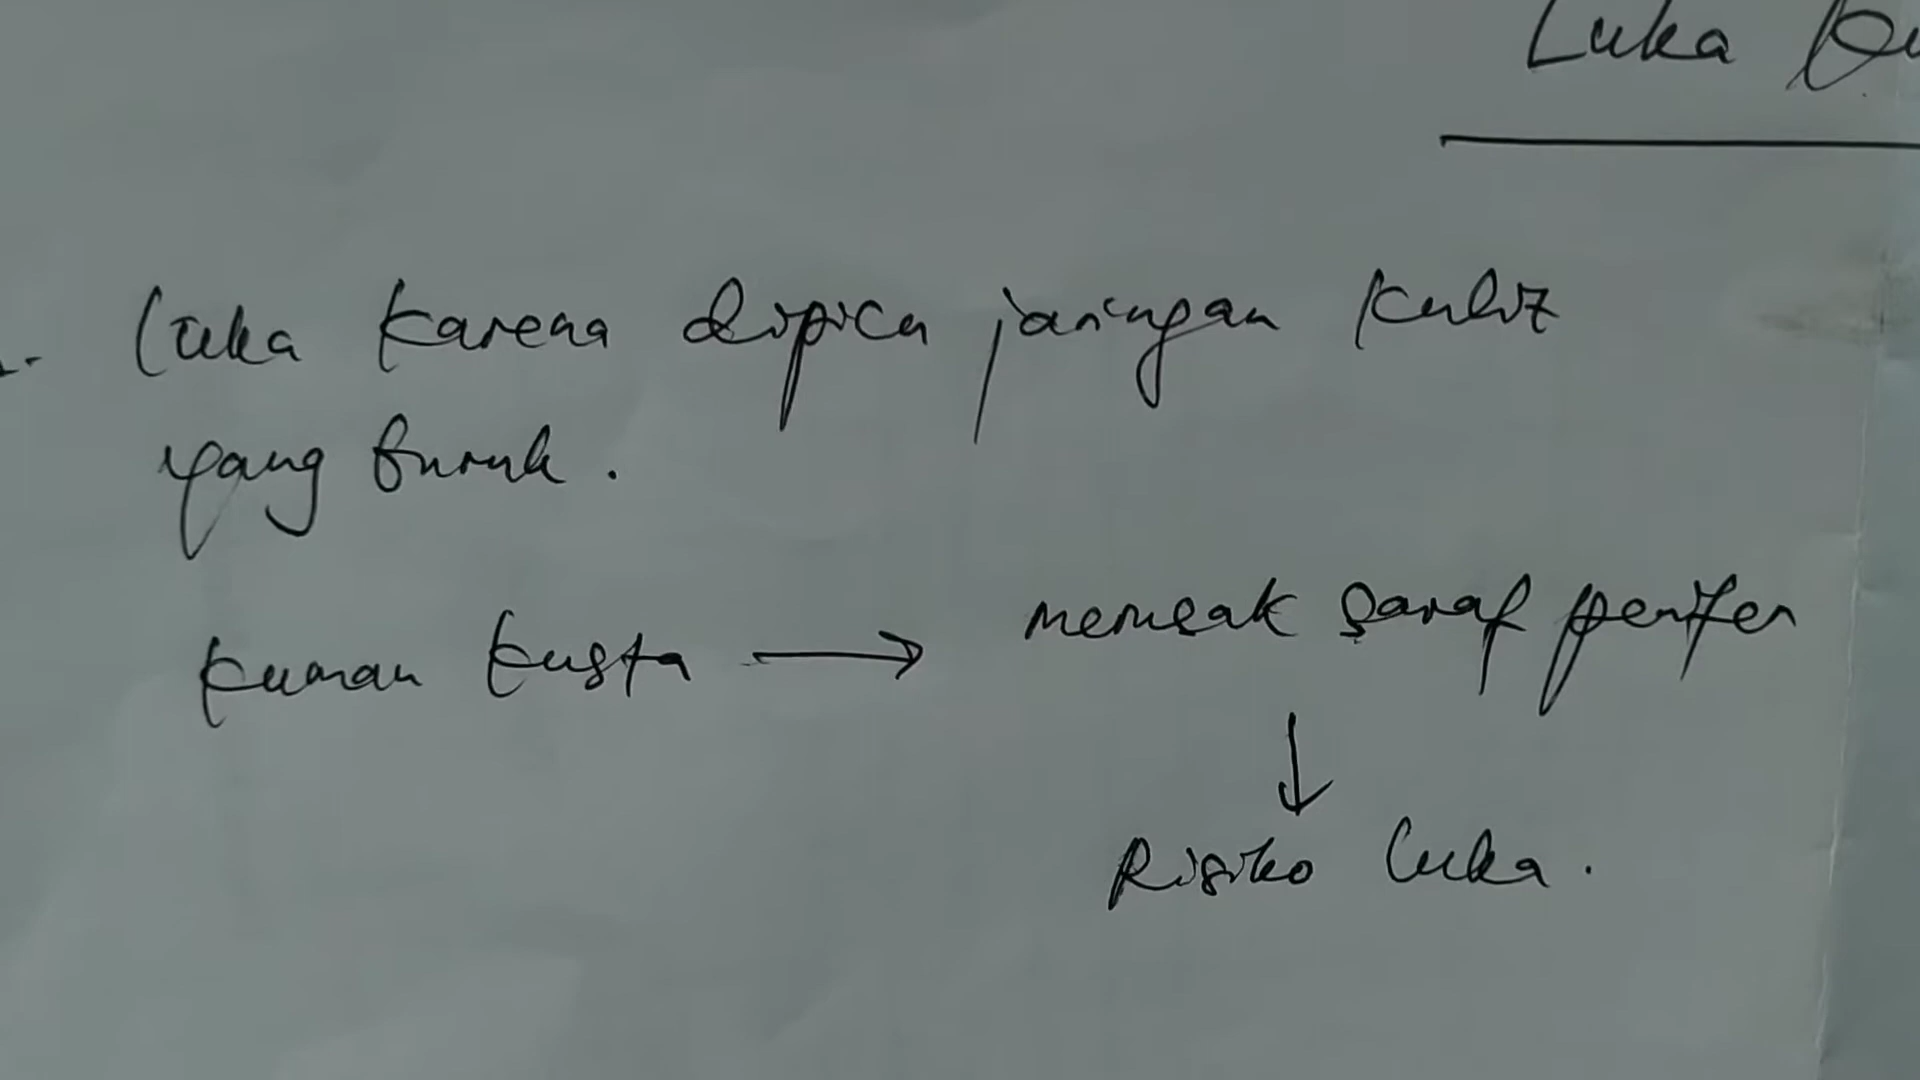 Luka
Luka karena dipicu jaringan kulit
yang buruk.
kuman kusta → merusak saraf perifer
↓
Risiko luka.